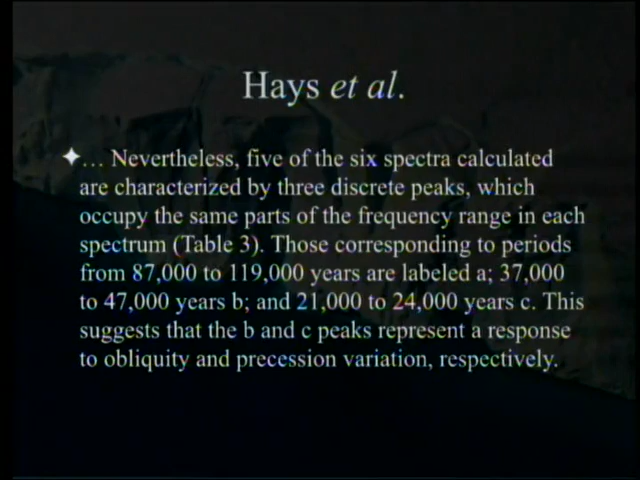 Hays et al.
✦… Nevertheless, five of the six spectra calculated
are characterized by three discrete peaks, which
occupy the same parts of the frequency range in each
spectrum (Table 3). Those corresponding to periods
from 87,000 to 119,000 years are labeled a; 37,000
to 47,000 years b; and 21,000 to 24,000 years c. This
suggests that the b and c peaks represent a response
to obliquity and precession variation, respectively.